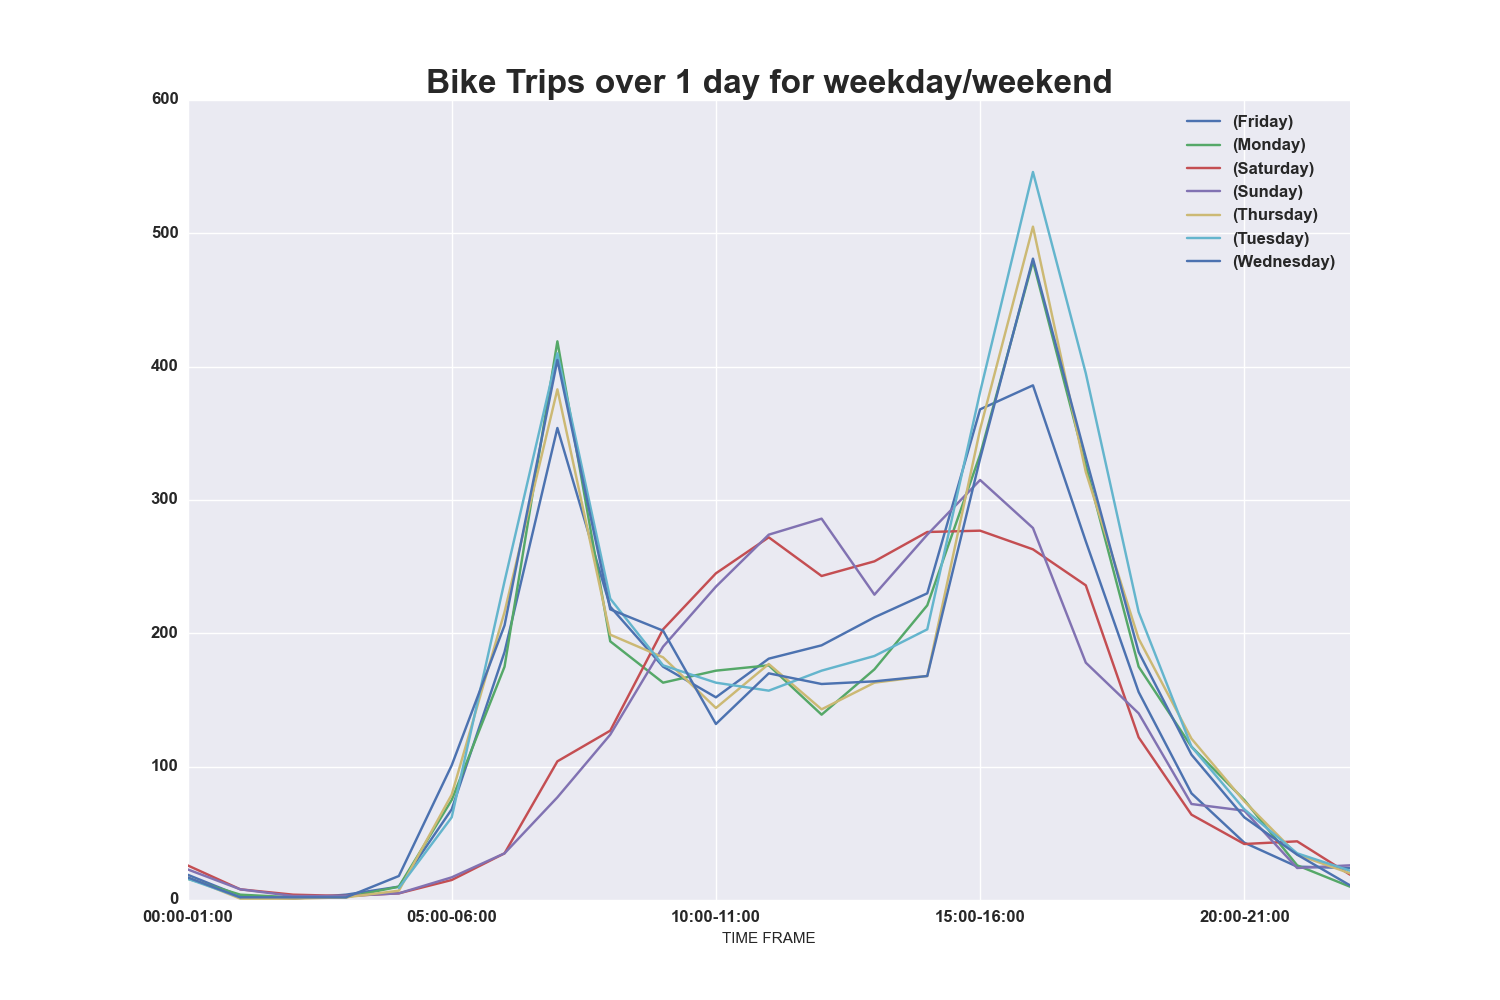 Bike Trips over 1 day for weekday/weekend
600
500
400
300
200
100
0
(Friday)
(Monday)
(Saturday)
(Sunday)
(Thursday)
(Tuesday)
(Wednesday)
00:00-01:00 05:00-06:00 10:00-11:00 15:00-16:00 20:00-21:00
TIME FRAME